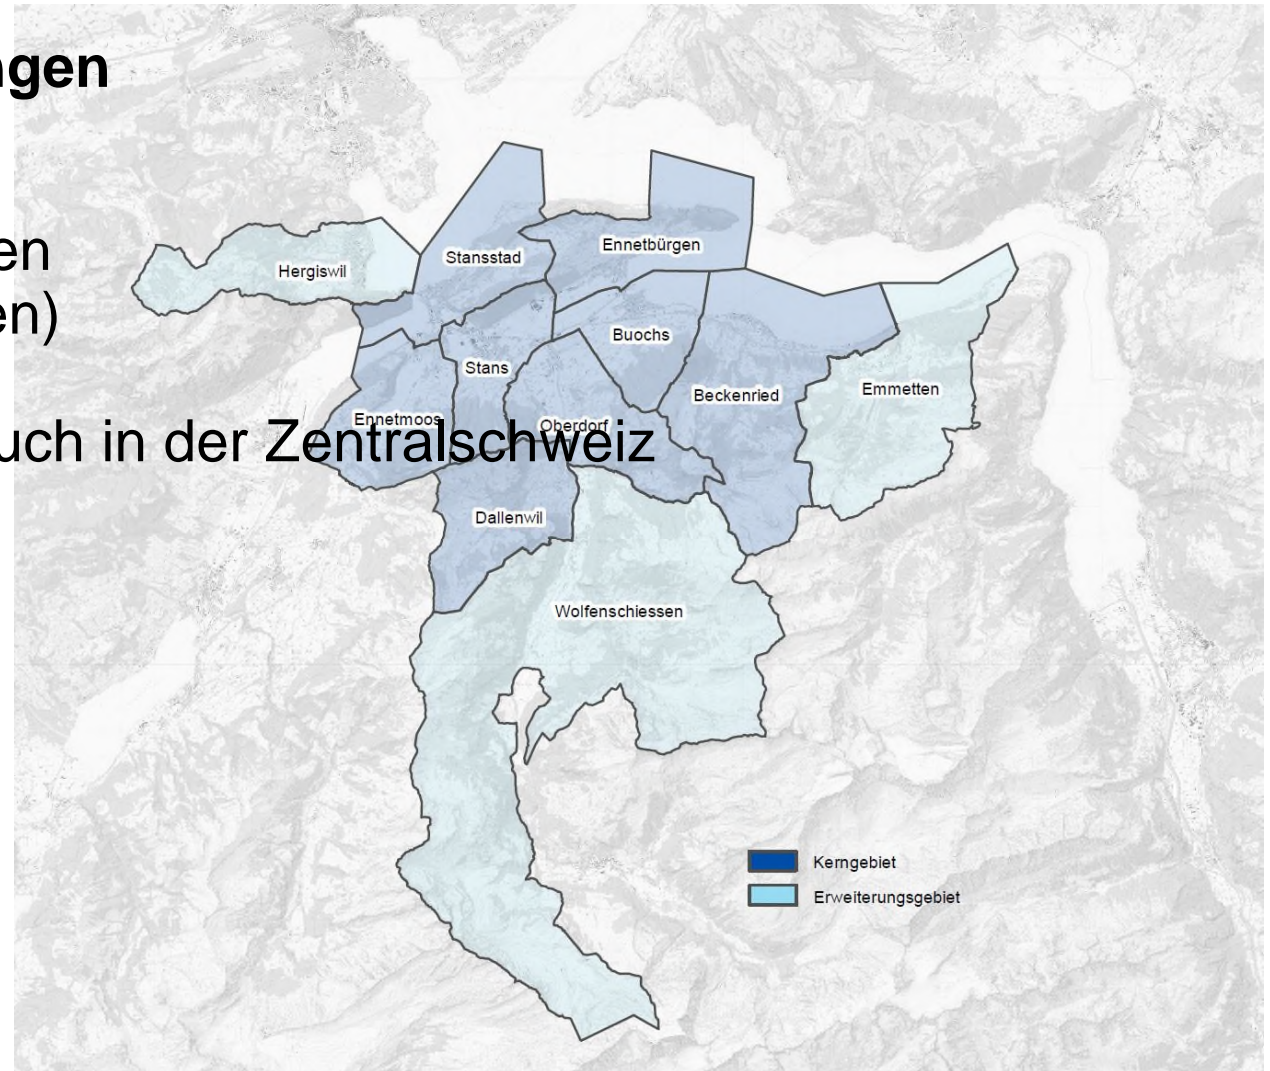 ngen
en
en)
uch in der Zentralschweiz
Hergiswil
Stansstad
Ennetbürgen
Buochs
Stans
Beckenried
Emmetten
Ennetmoos
Oberdorf
Dallenwil
Wolfenschiessen
Kerngebiet
Erweiterungsgebiet